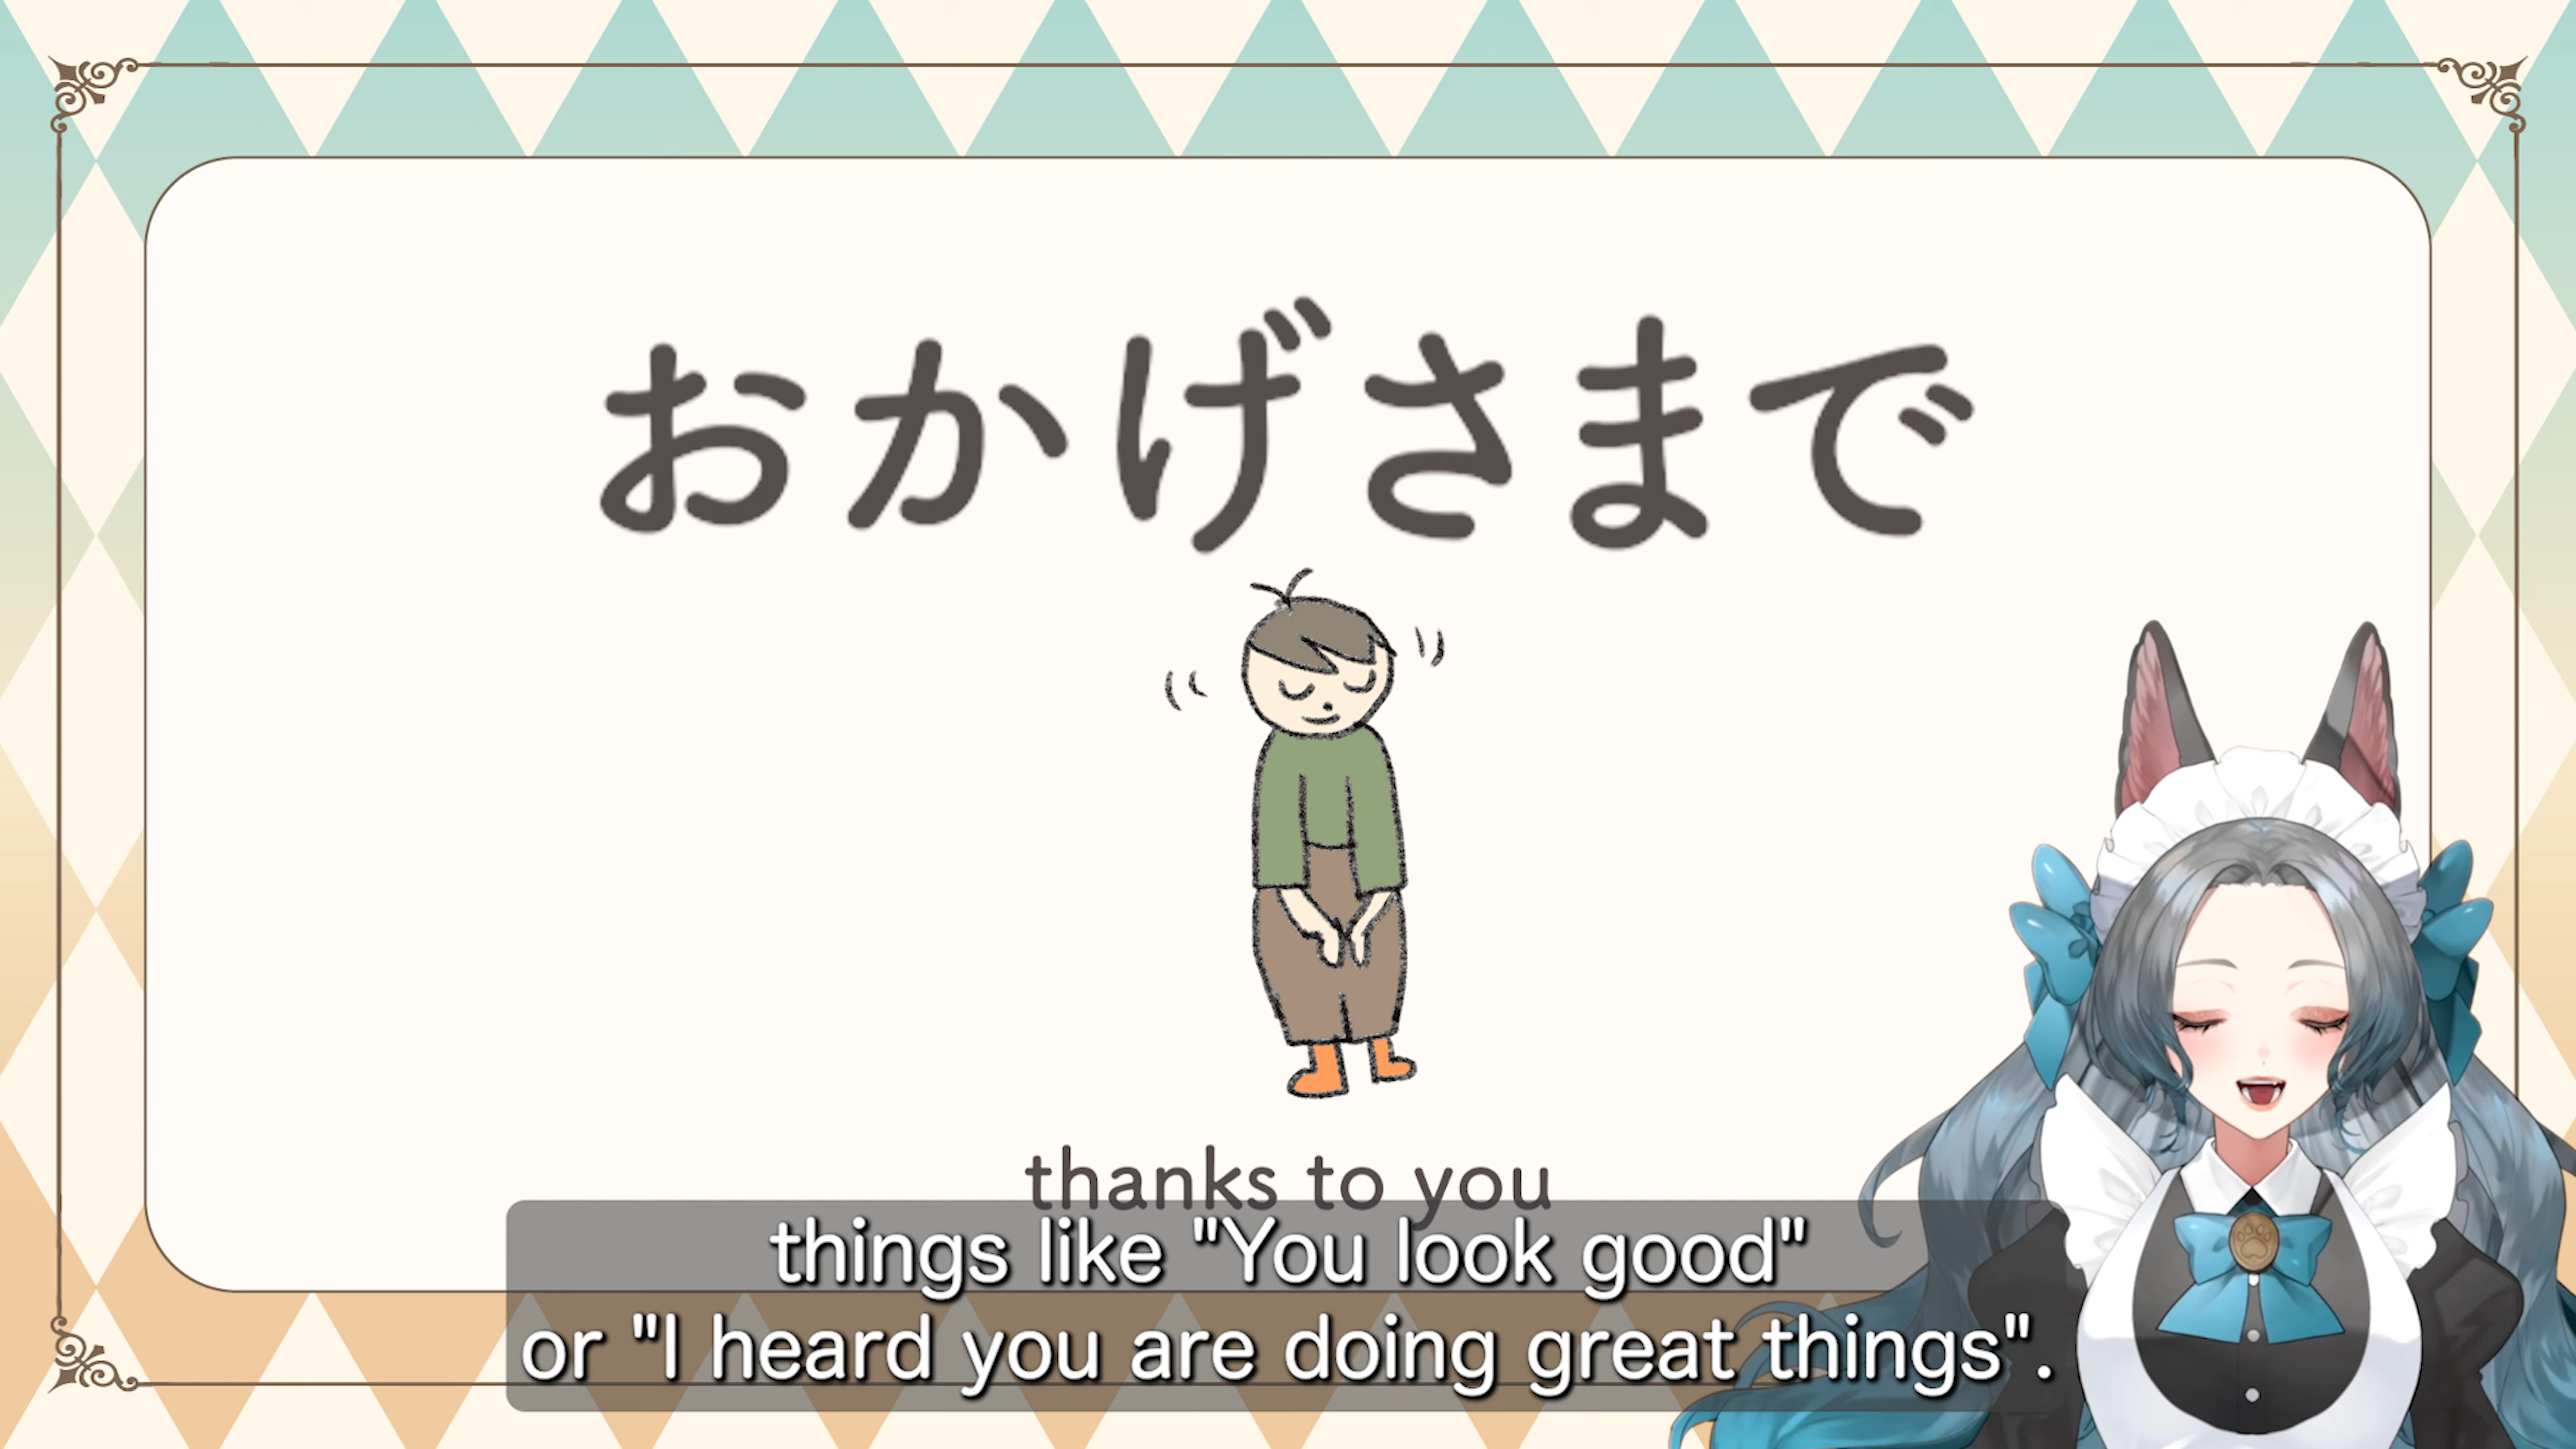 おかげさまで
thanks to you
things like "You look good"
or "I heard you are doing great things".